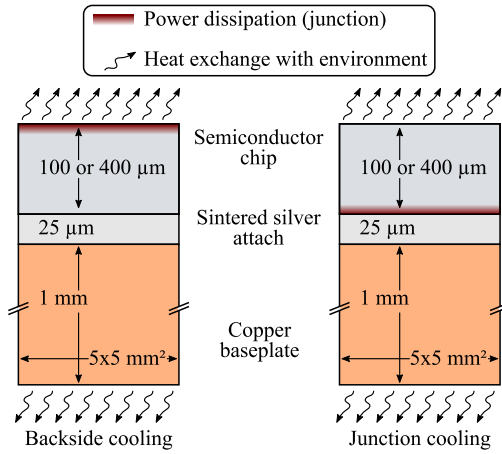 Power dissipation (junction)
Heat exchange with environment
Semiconductor
chip
100 or 400 µm
100 or 400 µm
Sintered silver
attach
25 µm
25 µm
1 mm
1 mm
Copper
baseplate
5x5 mm²
5x5 mm²
Backside cooling
Junction cooling